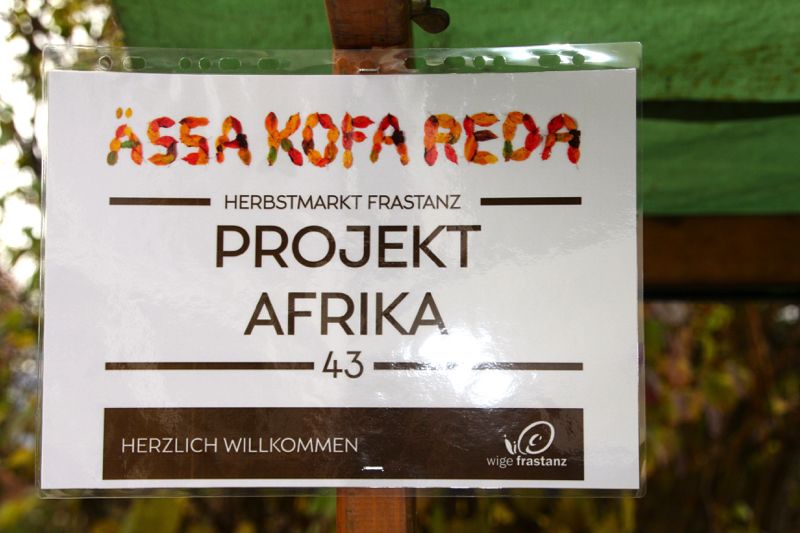 ÄSSA KOFA REDA
HERBSTMARKT FRASTANZ
PROJEKT
AFRIKA
43
HERZLICH WILLKOMMEN
wige frastanz